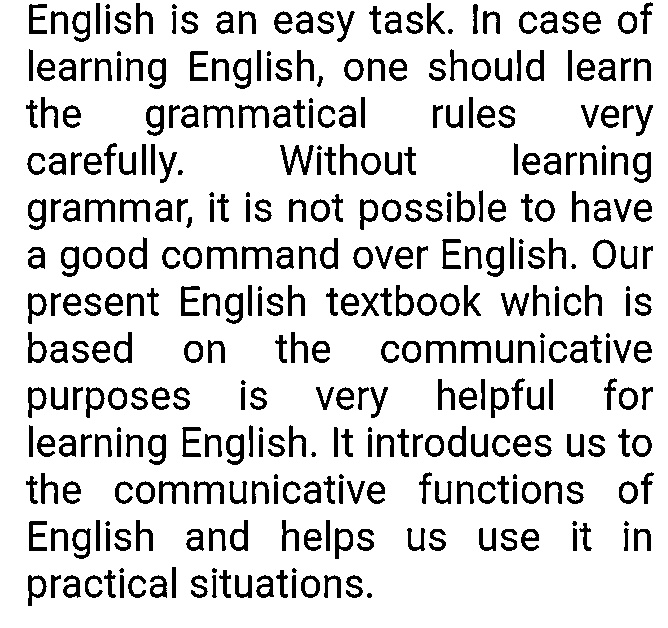 English is an easy task. In case of
learning English, one should learn
the grammatical rules very
carefully. Without learning
grammar, it is not possible to have
a good command over English. Our
present English textbook which is
based on the communicative
purposes is very helpful for
learning English. It introduces us to
the communicative functions of
English and helps us use it in
practical situations.